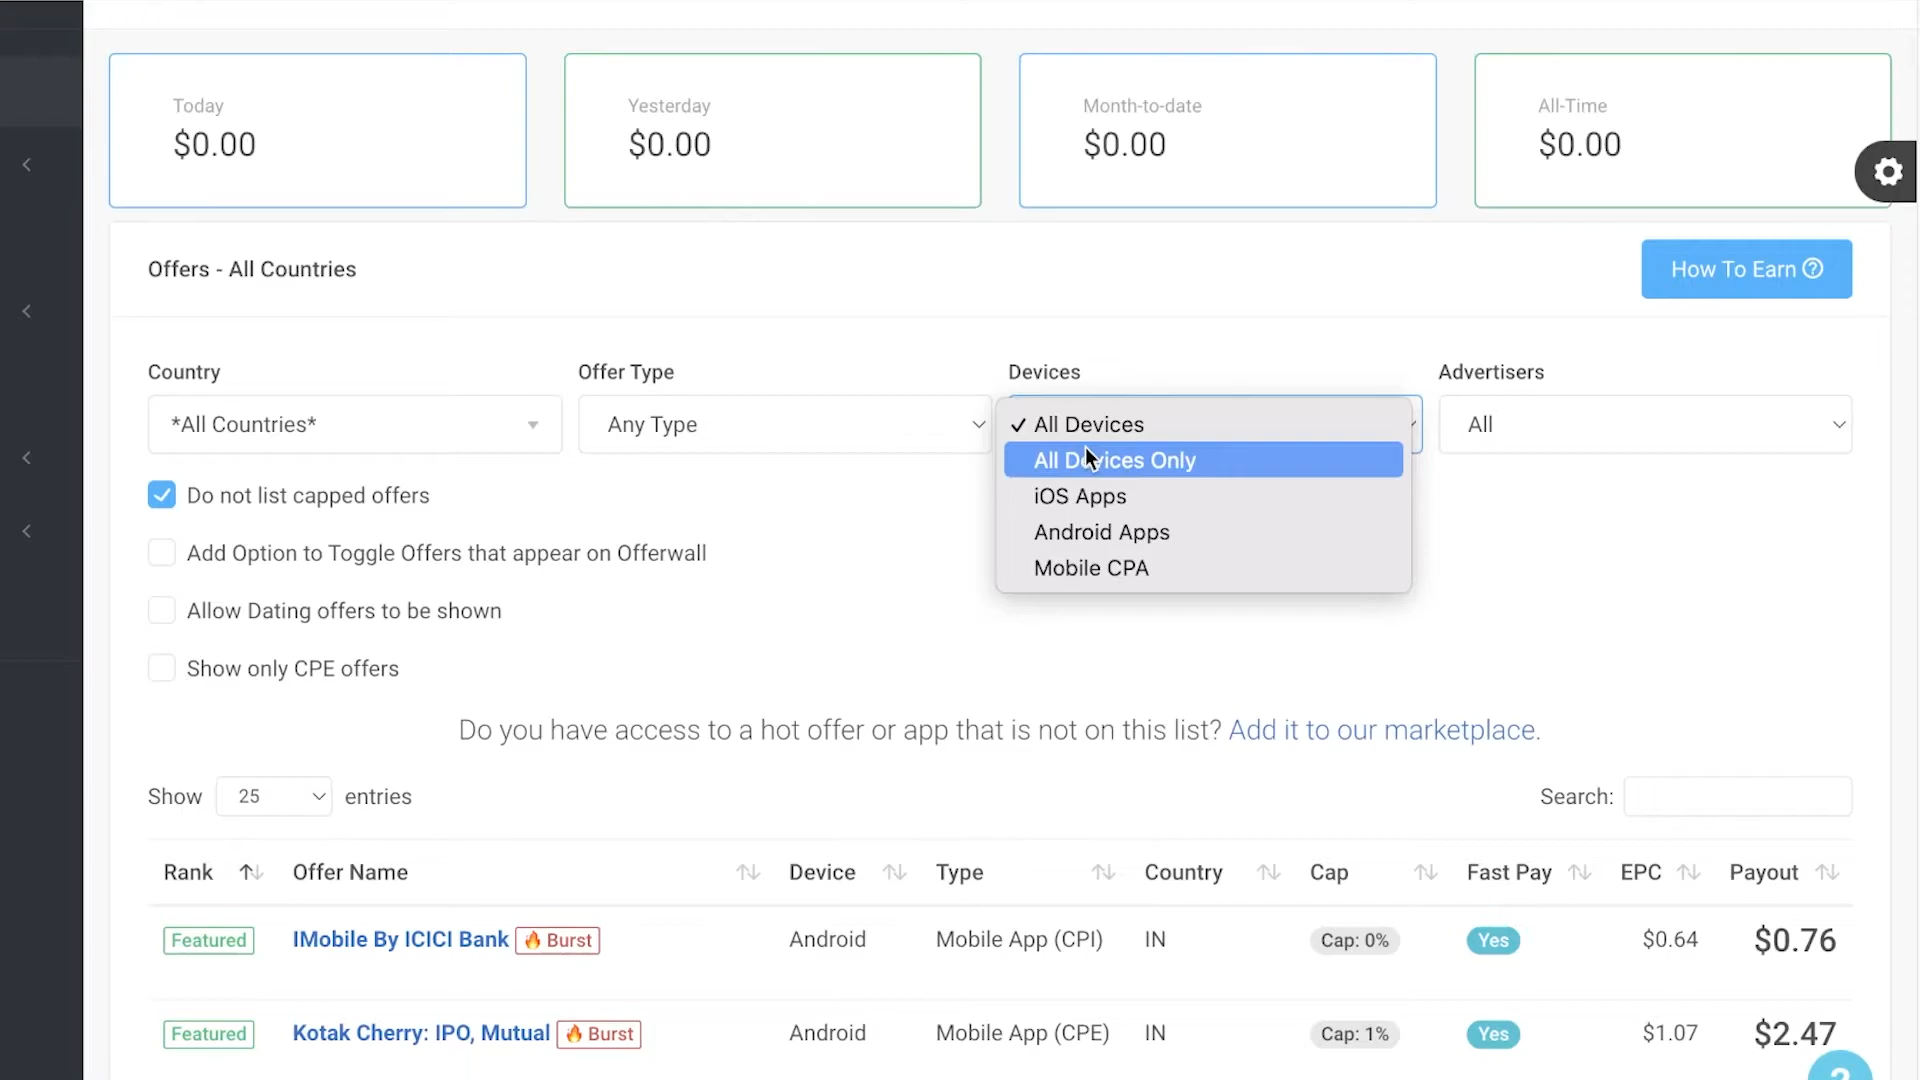 Today
$0.00
Yesterday
$0.00
Month-to-date
$0.00
All-Time
$0.00
Offers - All Countries
How To Earn
Country
Offer Type
Devices
Advertisers
*All Countries*
Any Type
✓ All Devices
All Devices Only
iOS Apps
Android Apps
Mobile CPA
All
Do not list capped offers
Add Option to Toggle Offers that appear on Offerwall
Allow Dating offers to be shown
Show only CPE offers
Do you have access to a hot offer or app that is not on this list? Add it to our marketplace.
Show 25 entries
Search:
Rank Offer Name Device Type Country Cap Fast Pay EPC Payout
Featured IMobile By ICICI Bank 🔥 Burst Android Mobile App (CPI) IN Cap: 0% Yes $0.64 $0.76
Featured Kotak Cherry: IPO, Mutual 🔥 Burst Android Mobile App (CPE) IN Cap: 1% Yes $1.07 $2.47